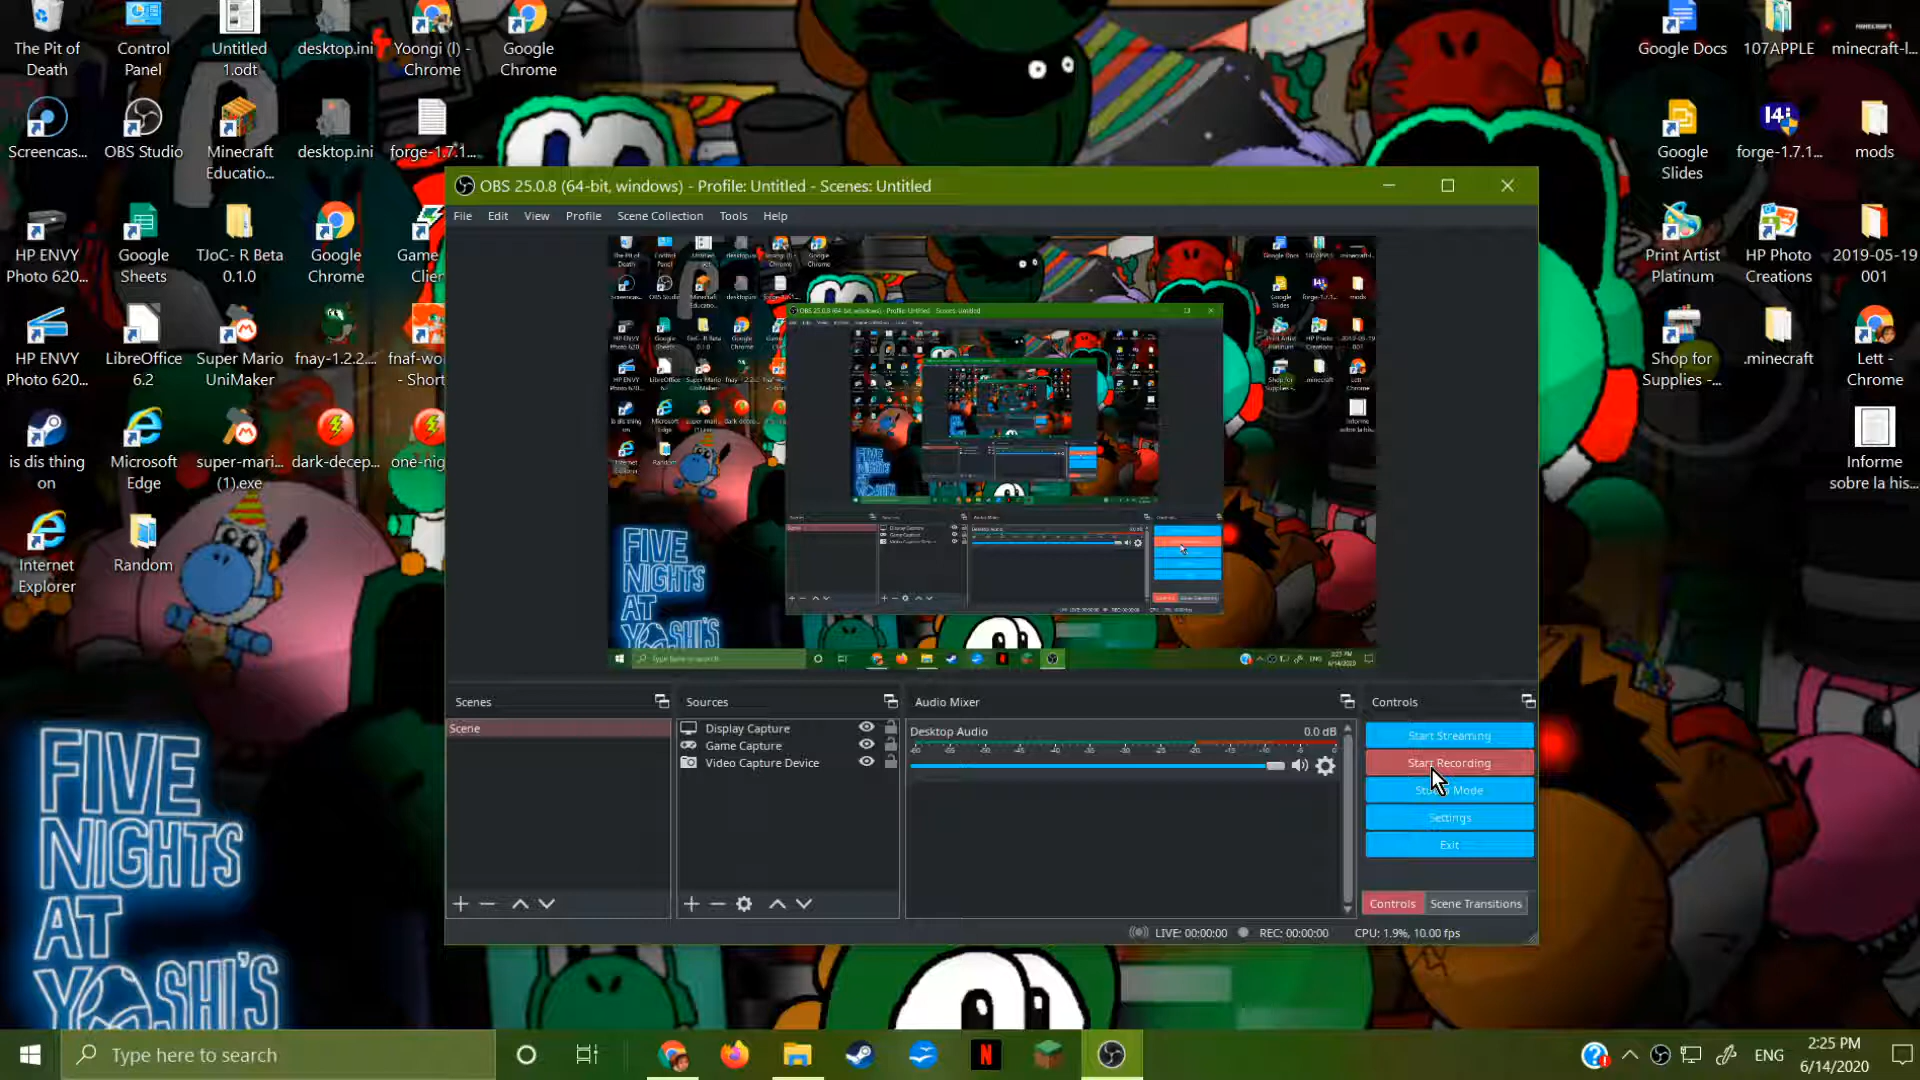 The Pit of Death
Control Panel
Untitled 1.odt
desktop.ini
Yoongi (l) - Chrome
Google Chrome
Google Docs
107APPLE
minecraft-l...
Screencas...
OBS Studio
Minecraft Educatio...
desktop.ini
forge-1.7.1...
Google Slides
forge-1.7.1...
mods
HP ENVY Photo 620...
Google Sheets
TJoC- R Beta 0.1.0
Google Chrome
Game Clien
Print Artist Platinum
HP Photo Creations
2019-05-19 001
HP ENVY Photo 620...
LibreOffice 6.2
Super Mario UniMaker
fnay-1.2.2....
fnaf-wo... - Short
Shop for Supplies -...
.minecraft
Lett - Chrome
is dis thing on
Microsoft Edge
super-mari... (1).exe
dark-decep...
one-nig
Informe sobre la his...
Internet Explorer
Random
OBS 25.0.8 (64-bit, windows) - Profile: Untitled - Scenes: Untitled
File Edit View Profile Scene Collection Tools Help
FIVE
NIGHTS
AT
YOSHI'S
Scenes
Scene
Sources
Display Capture
Game Capture
Video Capture Device
Audio Mixer
Desktop Audio 0.0 dB
Controls
Start Streaming
Start Recording
Settings
Exit
Controls Scene Transitions
LIVE: 00:00:00 REC: 00:00:00 CPU: 1.9%, 10.00 fps
FIVE
NIGHTS
AT
YOSHI'S
Type here to search
ENG
2:25 PM
6/14/2020